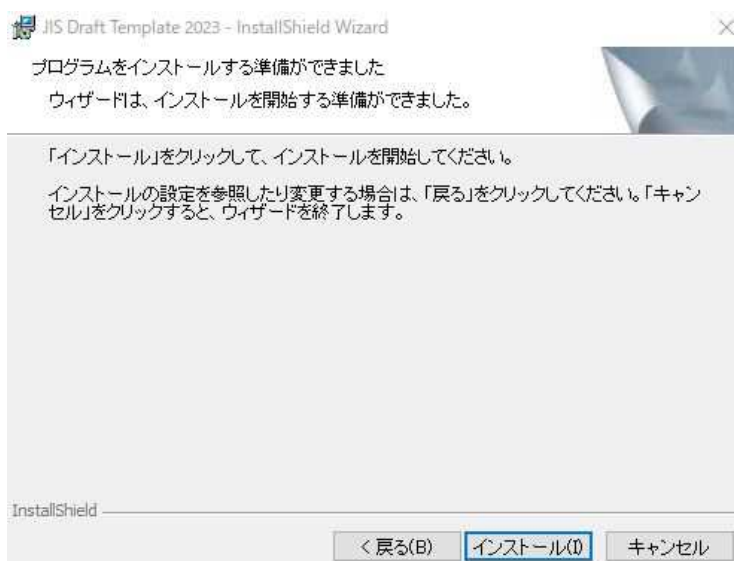 JIS Draft Template 2023 - InstallShield Wizard
プログラムをインストールする準備ができました
ウィザードは、インストールを開始する準備ができました。
「インストール」をクリックして、インストールを開始してください。
インストールの設定を参照したり変更する場合は、「戻る」をクリックしてください。「キャン
セル」をクリックすると、ウィザードを終了します。
InstallShield
< 戻る(B)
インストール(I)
キャンセル